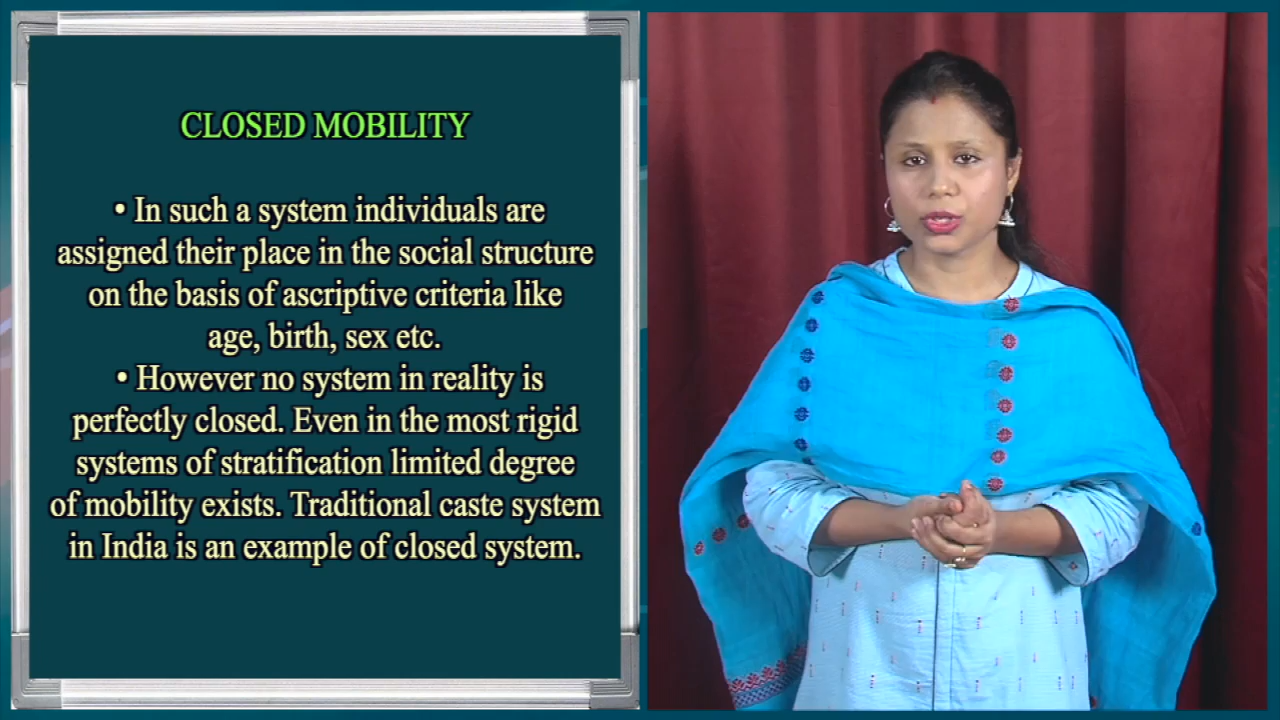 CLOSED MOBILITY
• In such a system individuals are
assigned their place in the social structure
on the basis of ascriptive criteria like
age, birth, sex etc.
• However no system in reality is
perfectly closed. Even in the most rigid
systems of stratification limited degree
of mobility exists. Traditional caste system
in India is an example of closed system.